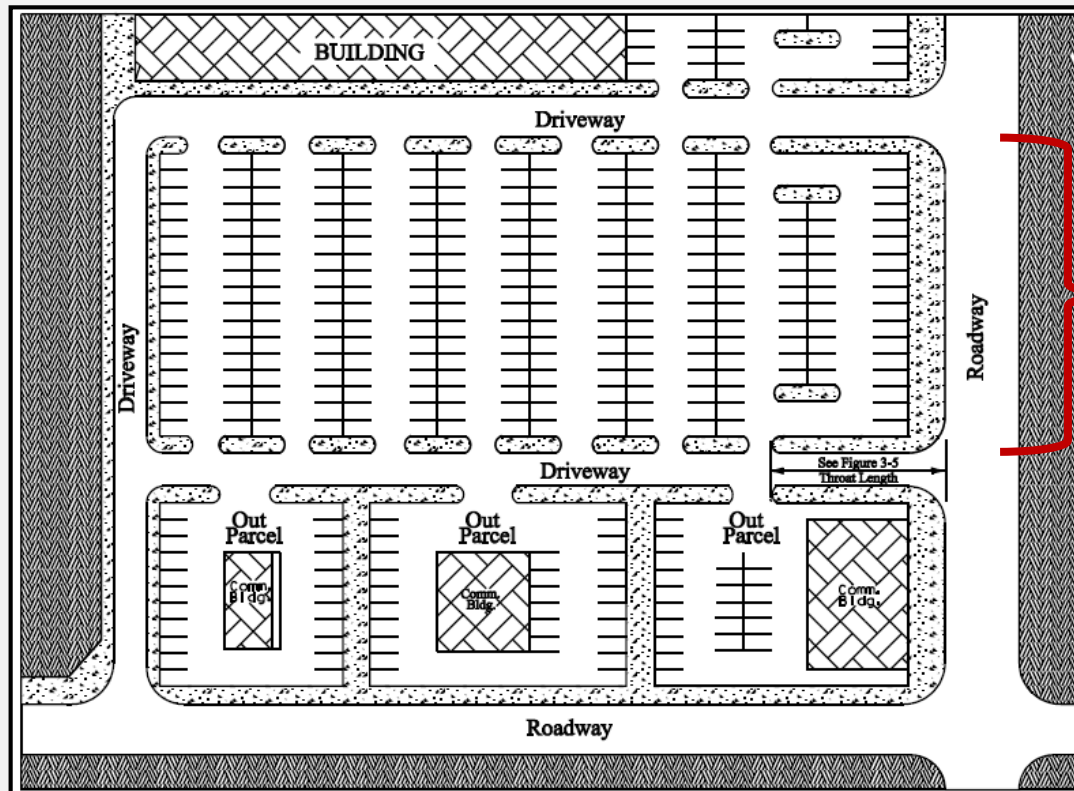 BUILDING
Driveway
Driveway
Roadway
Driveway
See Figure 3-5
Throat Length
Out
Parcel
Out
Parcel
Out
Parcel
Comm.
Bldg.
Comm.
Bldg.
Comm.
Bldg.
Roadway